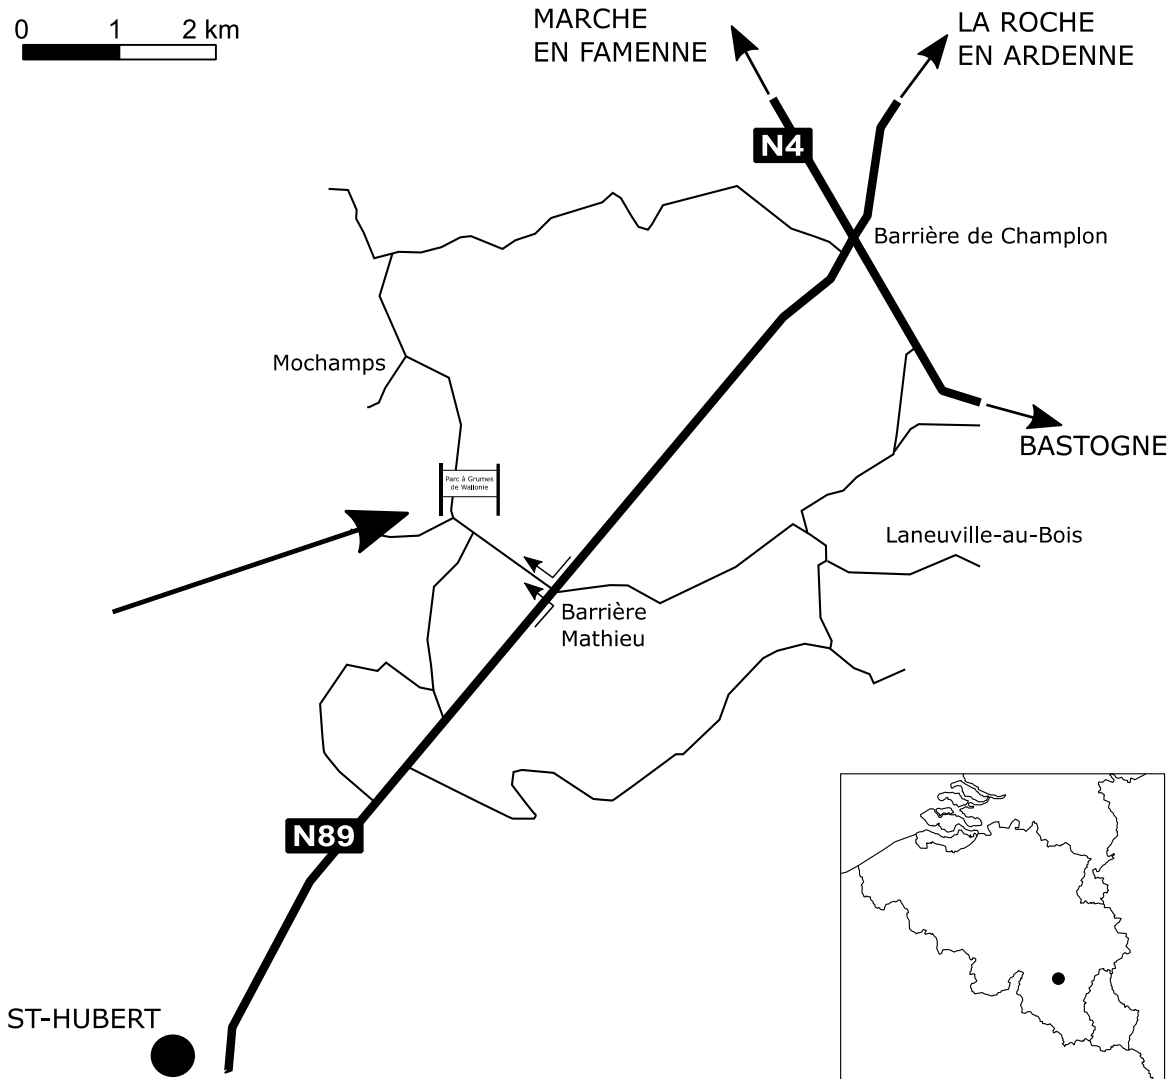 0 1 2 km
MARCHE
EN FAMENNE
LA ROCHE
EN ARDENNE
N4
Barrière de Champlon
Mochamps
BASTOGNE
Parc à Grumes
de Wallonie
Laneuville-au-Bois
Barrière
Mathieu
N89
ST-HUBERT